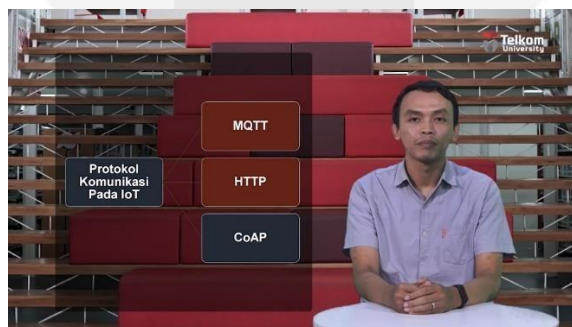 Telkom
University
MQTT
Protokol
Komunikasi
Pada IoT
HTTP
CoAP